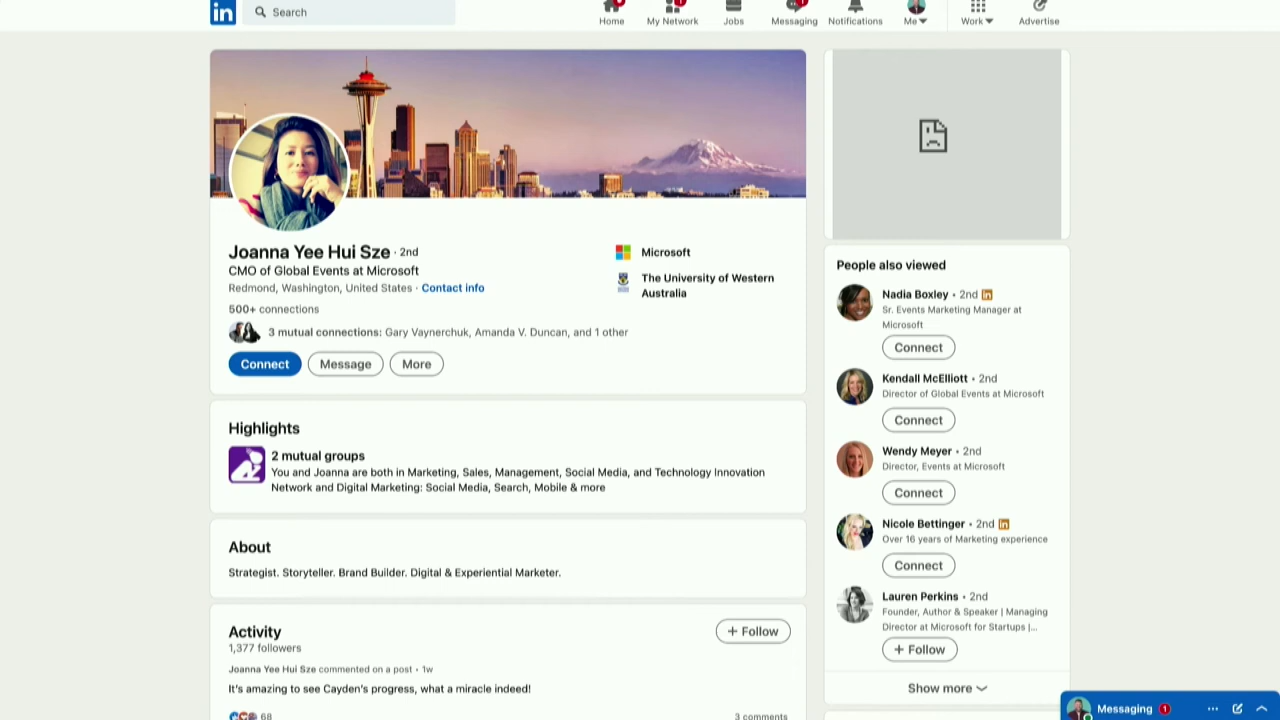 in
Search
Home
My Network
Jobs
Messaging
Notifications
Me
Work
Advertise
Joanna Yee Hui Sze · 2nd
CMO of Global Events at Microsoft
Redmond, Washington, United States · Contact info
500+ connections
3 mutual connections: Gary Vaynerchuk, Amanda V. Duncan, and 1 other
Connect
Message
More
Microsoft
The University of Western
Australia
Highlights
2 mutual groups
You and Joanna are both in Marketing, Sales, Management, Social Media, and Technology Innovation
Network and Digital Marketing: Social Media, Search, Mobile & more
About
Strategist. Storyteller. Brand Builder. Digital & Experiential Marketer.
Activity
+ Follow
1,377 followers
Joanna Yee Hui Sze commented on a post • 1w
It's amazing to see Cayden's progress, what a miracle indeed!
68
3 comments
People also viewed
Nadia Boxley • 2nd in
Sr. Events Marketing Manager at
Microsoft
Connect
Kendall McElliott • 2nd
Director of Global Events at Microsoft
Connect
Wendy Meyer • 2nd
Director, Events at Microsoft
Connect
Nicole Bettinger • 2nd in
Over 16 years of Marketing experience
Connect
Lauren Perkins • 2nd
Founder, Author & Speaker | Managing
Director at Microsoft for Startups |...
+ Follow
Show more
Messaging 1